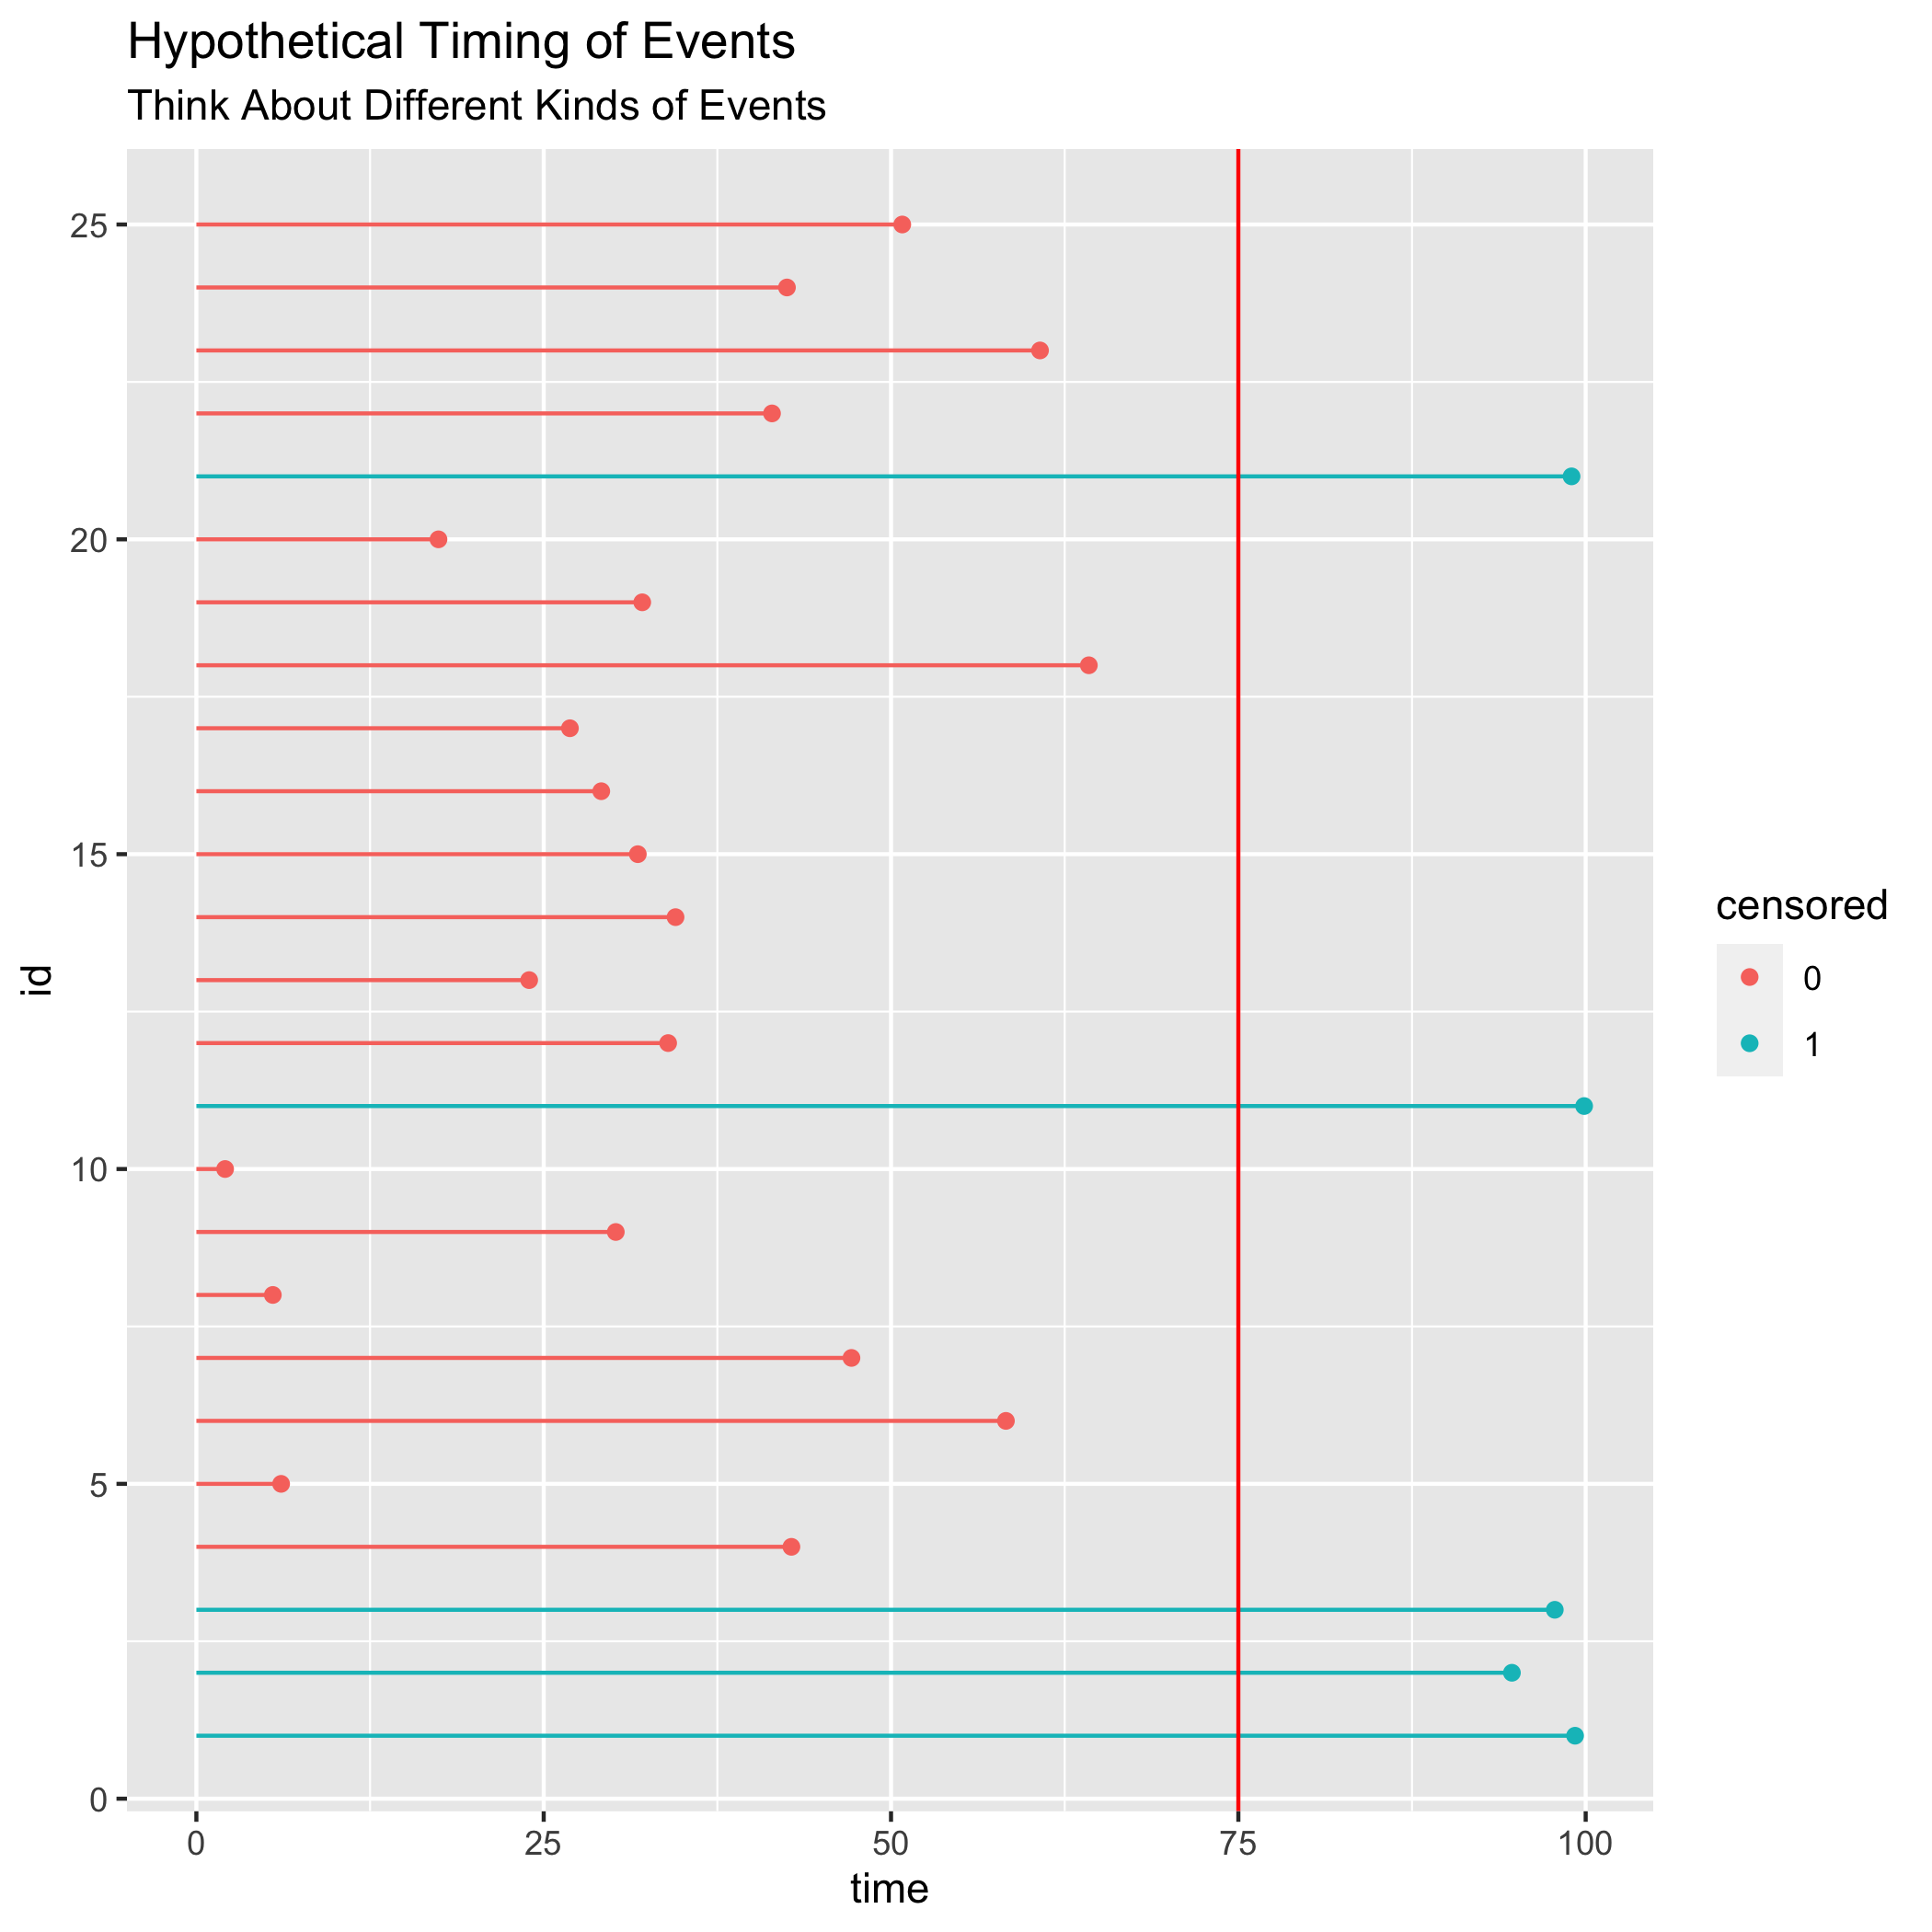 Hypothetical Timing of Events
Think About Different Kinds of Events
25
20
15
10
5
0
id
0 25 50 75 100
time
censored
0
1